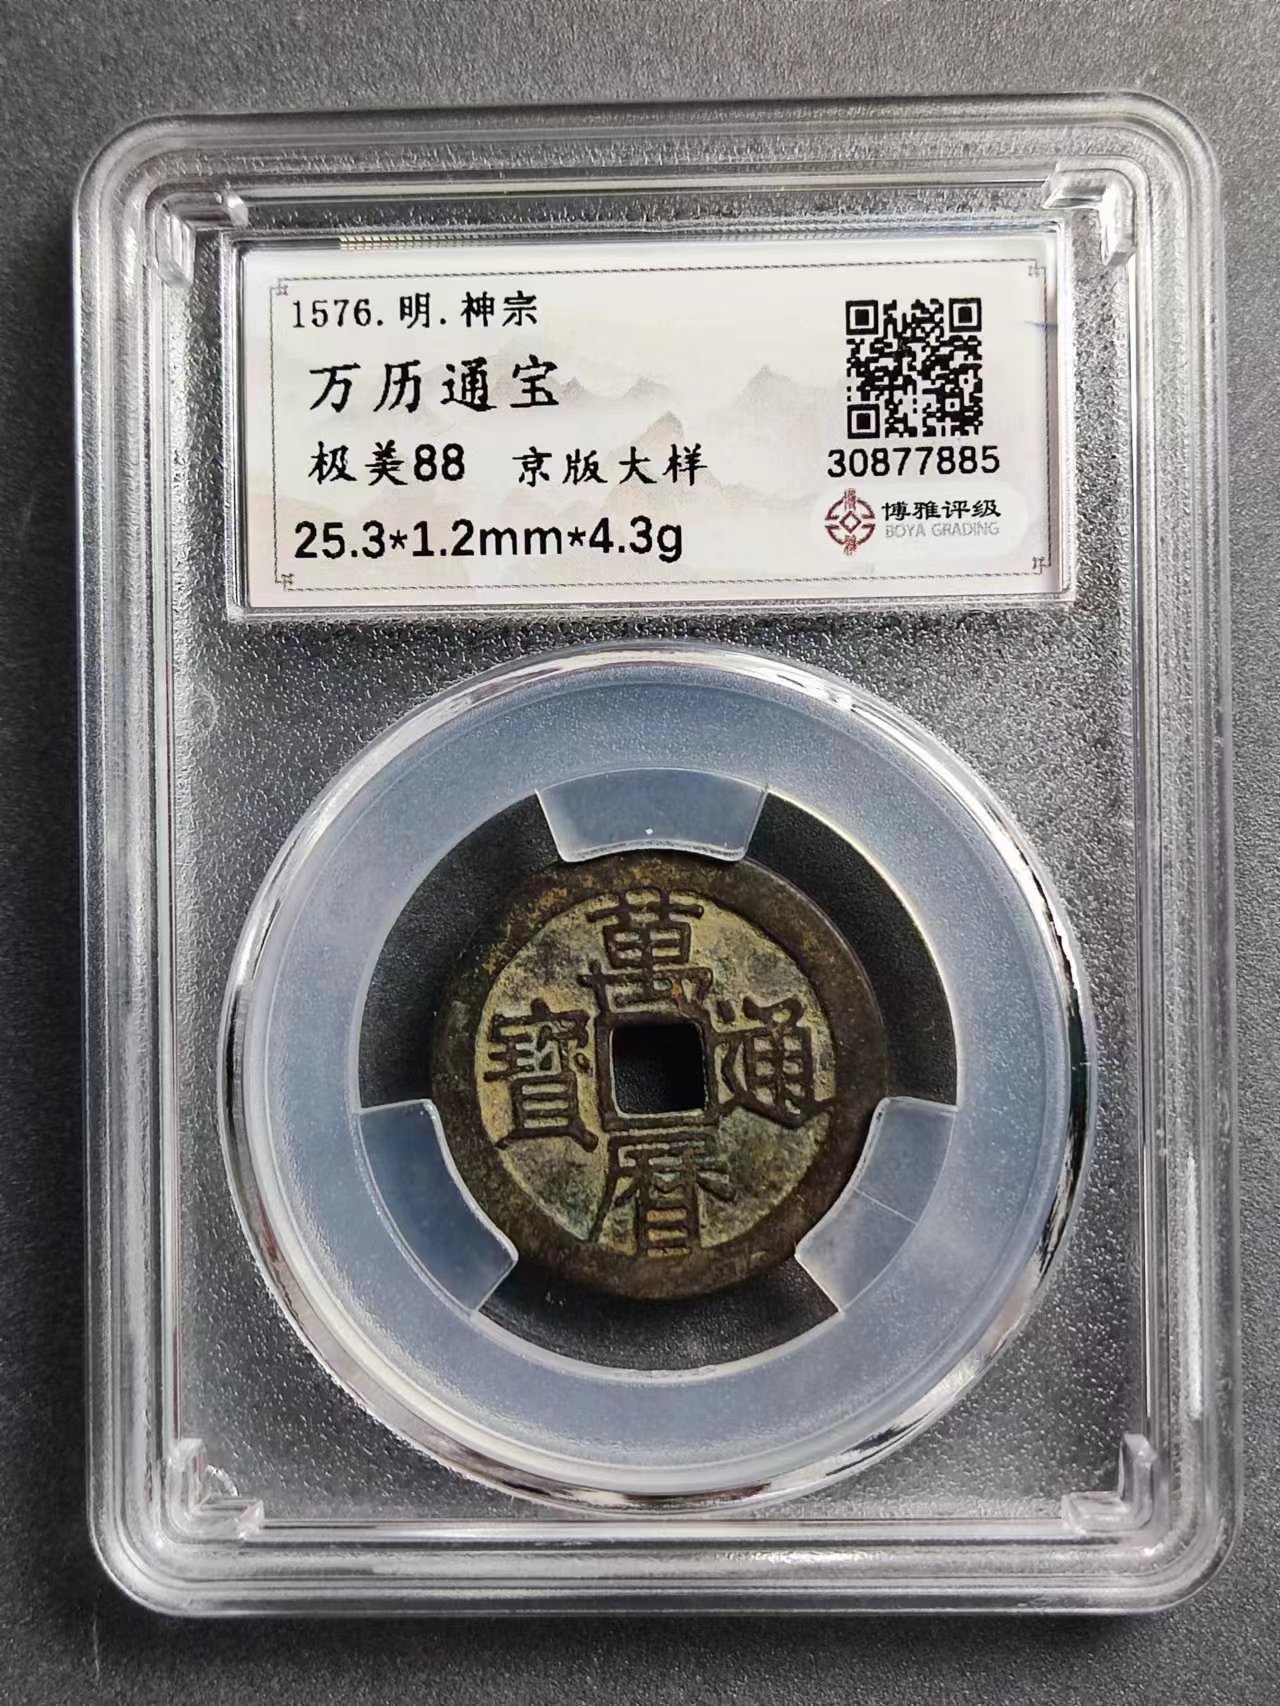 1576.明.神宗
万历通宝
极美88 京版大样
25.3*1.2mm*4.3g
30877885
博雅评级
BOYA GRADING
萬
寶 通
曆